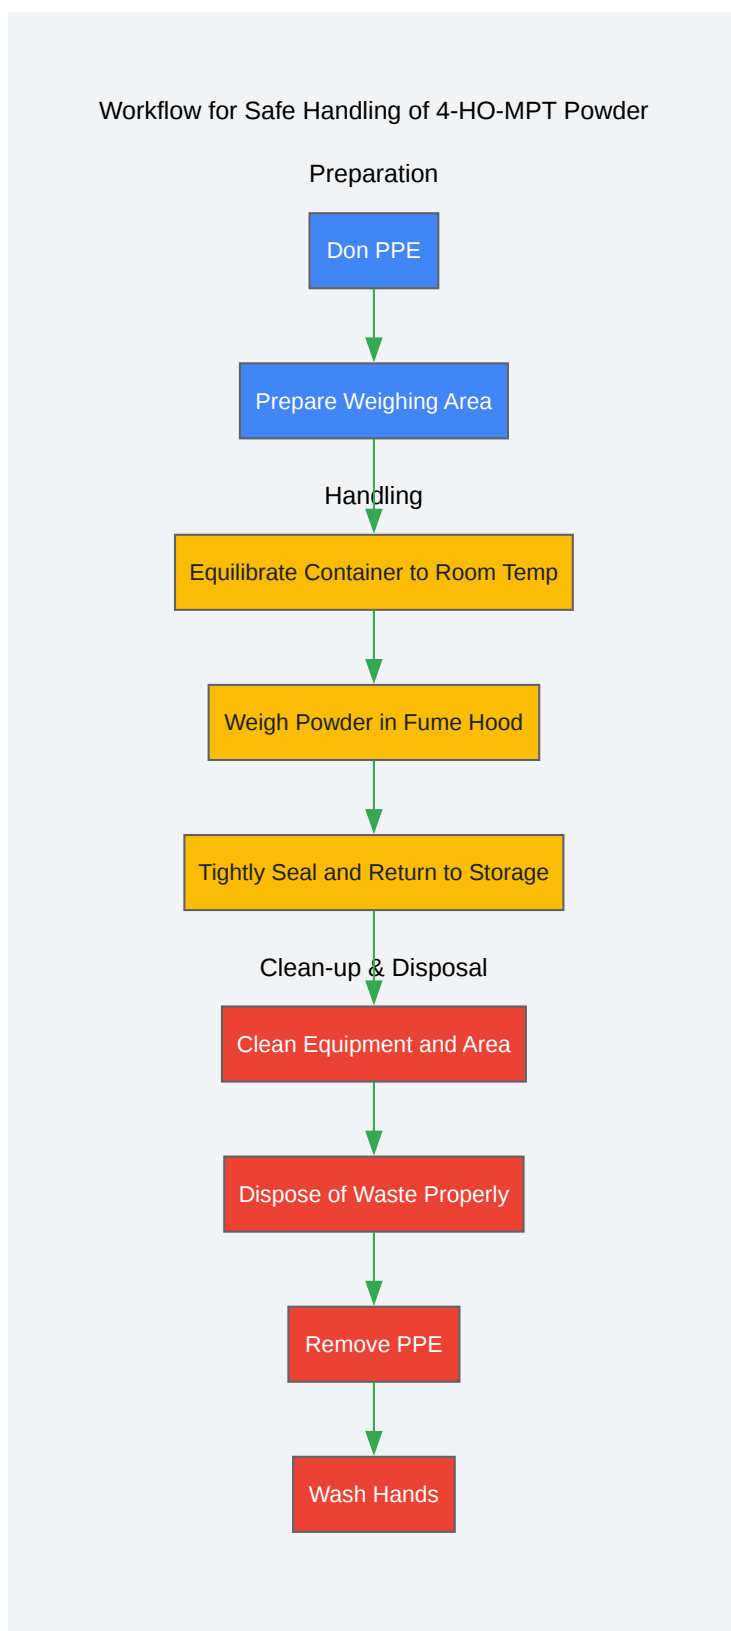 Workflow for Safe Handling of 4-HO-MPT Powder
Preparation
Don PPE
Prepare Weighing Area
Handling
Equilibrate Container to Room Temp
Weigh Powder in Fume Hood
Tightly Seal and Return to Storage
Clean-up & Disposal
Clean Equipment and Area
Dispose of Waste Properly
Remove PPE
Wash Hands